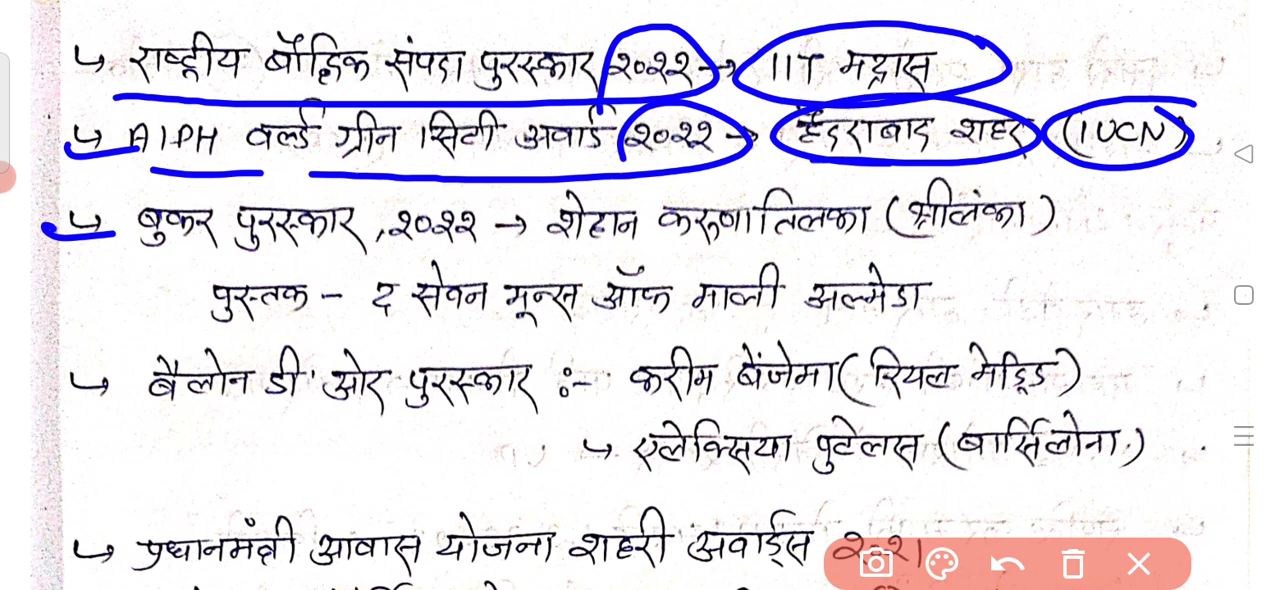 ↳ राष्ट्रीय बौद्धिक संपदा पुरस्कार 2022 → IIT मद्रास
↳ AIPH वर्ल्ड ग्रीन सिटी अवार्ड 2022 → हैदराबाद शहर (IUCN)
↳ बुकर पुरस्कार, 2022 → शेहान करुणातिलका (श्रीलंका)
पुस्तक - द सेवन मून्स ऑफ माली अल्मेडा
↳ बैलोन डी' ओर पुरस्कार :- करीम बेंजेमा (रियल मेड्रिड)
↳ एलेक्सिया पुटेलस (बार्सिलोना)
↳ प्रधानमंत्री आवास योजना शहरी अवार्ड्स 2021